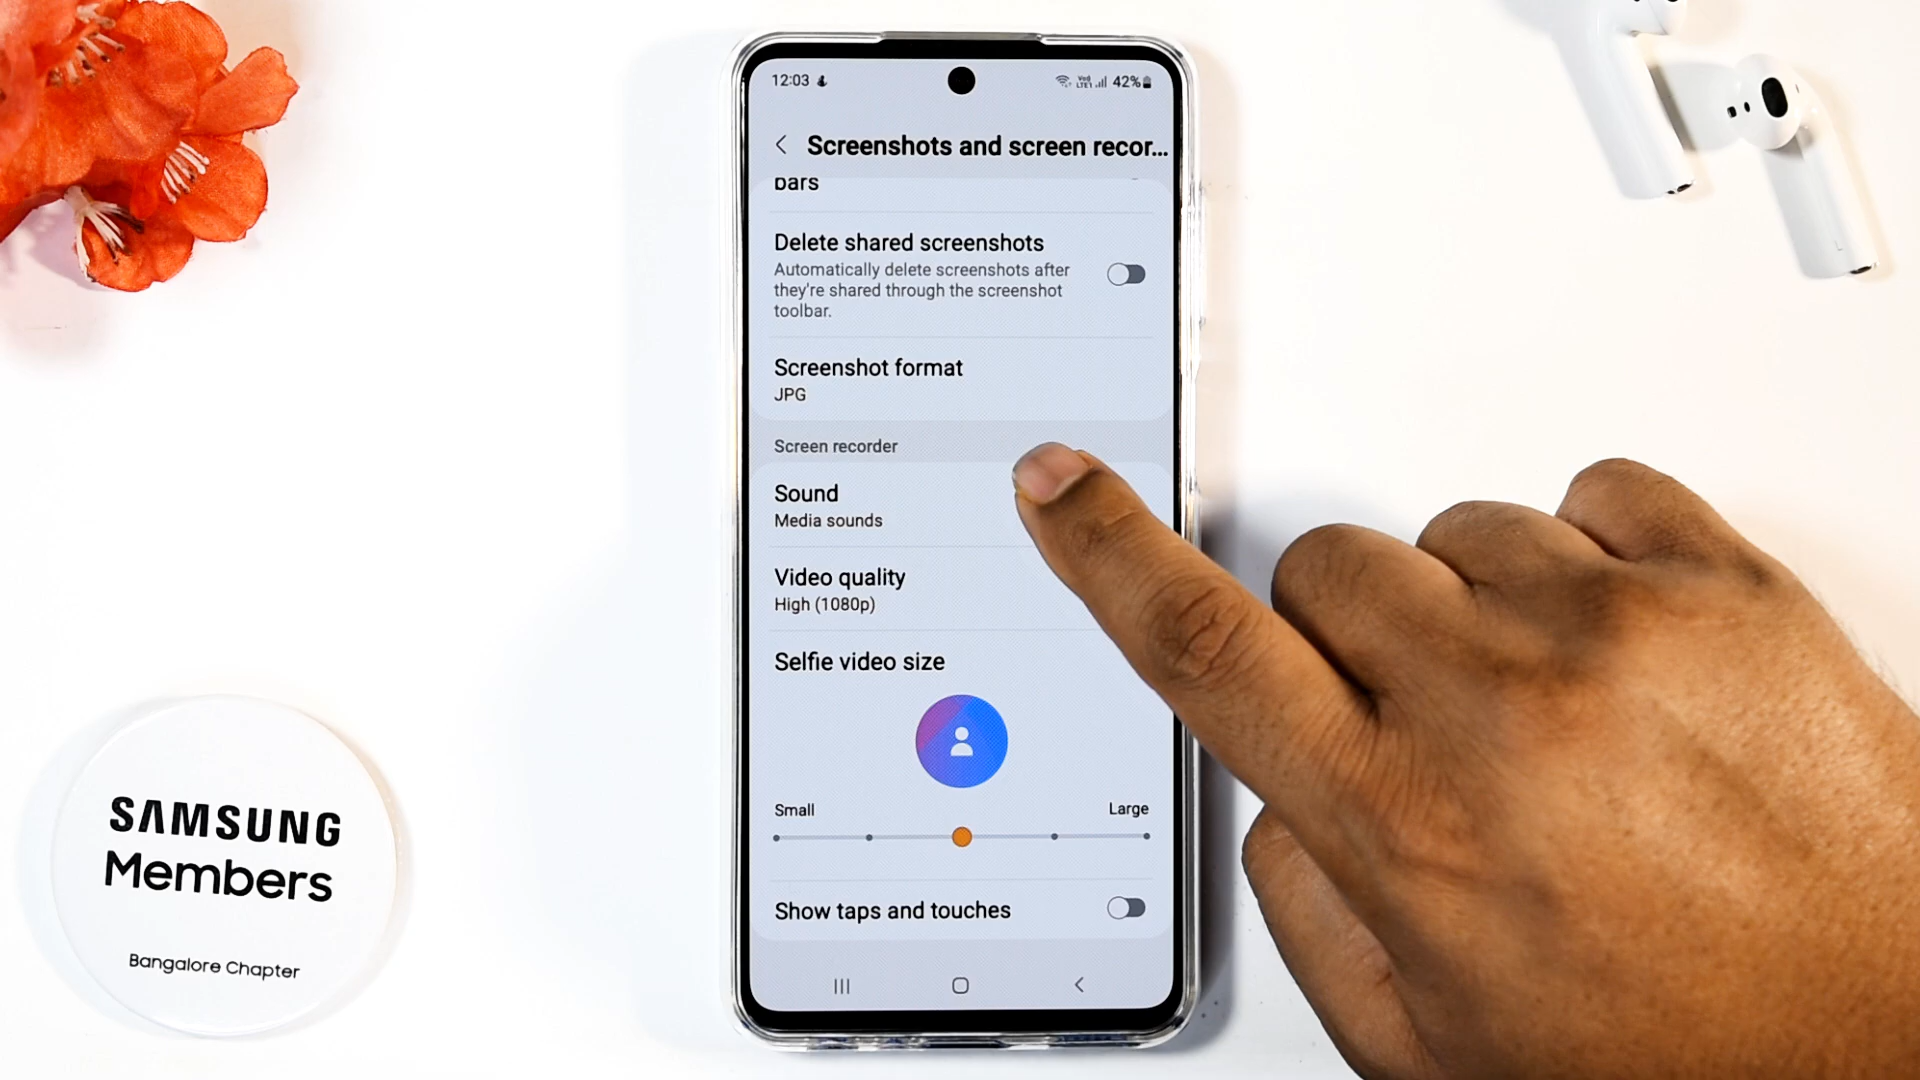 12:03
Vo))
LTE1
42%
Screenshots and screen recor...
bars
Delete shared screenshots
Automatically delete screenshots after
they're shared through the screenshot
toolbar.
Screenshot format
JPG
Screen recorder
Sound
Media sounds
Video quality
High (1080p)
Selfie video size
Small
Large
Show taps and touches
SAMSUNG
Members
Bangalore Chapter
L